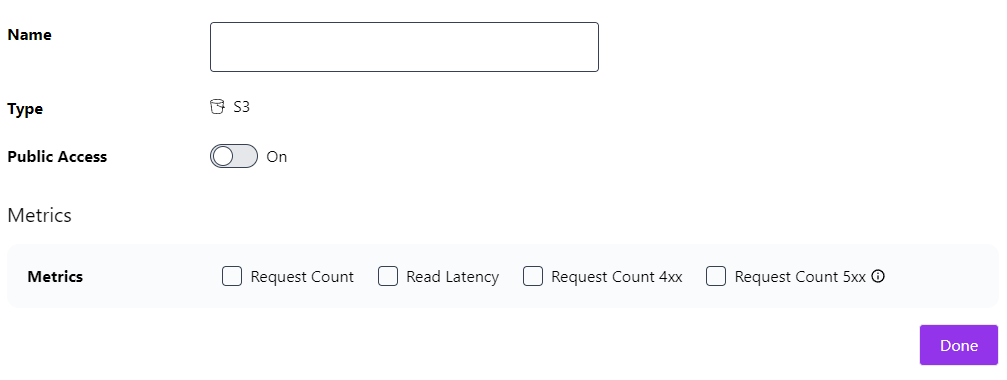 Name
Type S3
Public Access On
Metrics
Metrics Request Count Read Latency Request Count 4xx Request Count 5xx
Done